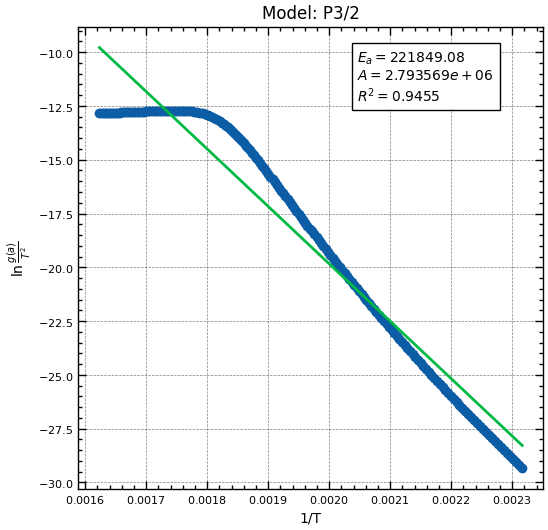 Model: P3/2
E_a = 221849.08
A = 2.793569e + 06
R² = 0.9455
−10.0
−12.5
−15.0
−17.5
−20.0
−22.5
−25.0
−27.5
−30.0
ln g(a)/T²
0.0016 0.0017 0.0018 0.0019 0.0020 0.0021 0.0022 0.0023
1/T